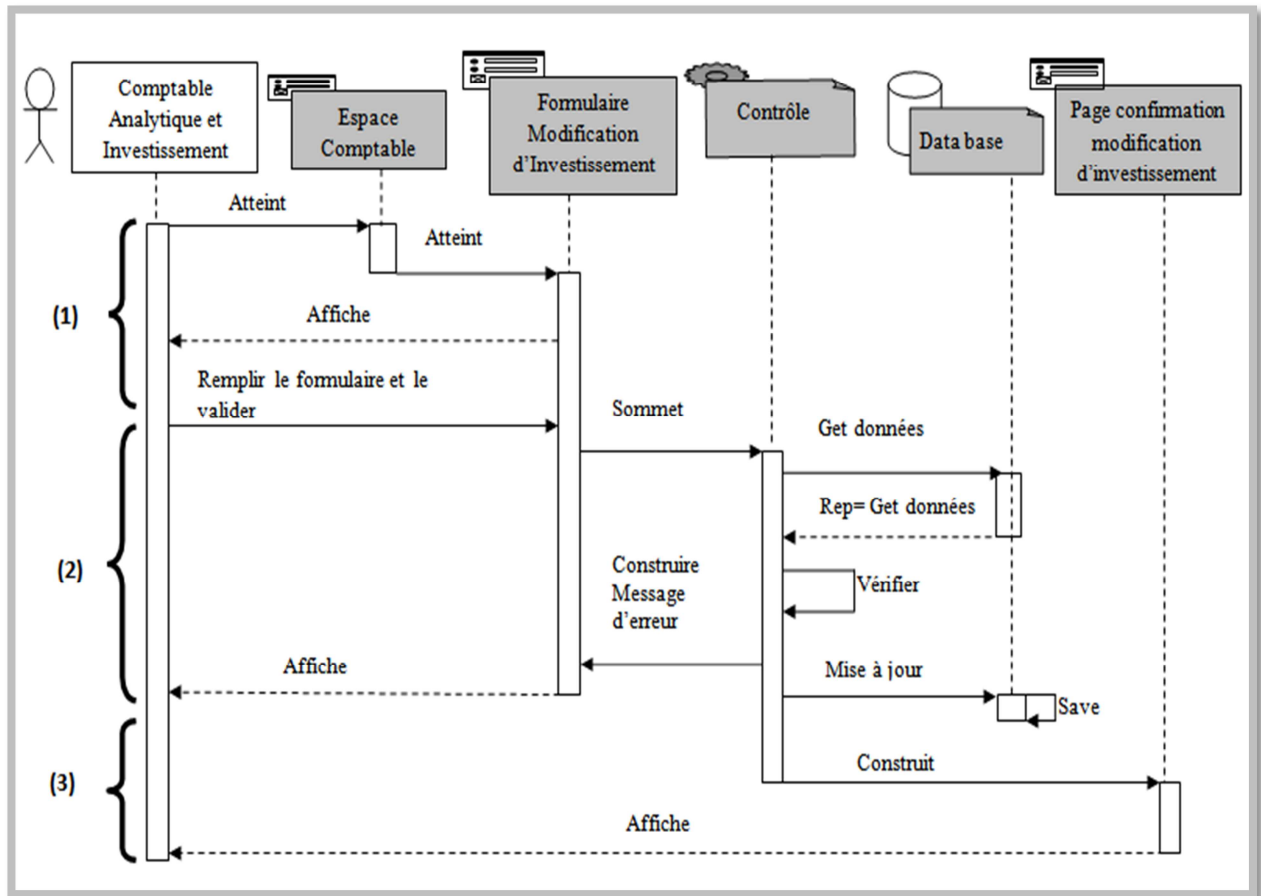 Comptable
Analytique et
Investissement
Espace
Comptable
Formulaire
Modification
d'Investissement
Contrôle
Data base
Page confirmation
modification
d'investissement
Atteint
Atteint
(1)
Affiche
Remplir le formulaire et le
valider
Sommet
Get données
Rep= Get données
(2)
Construire
Message
d'erreur
Vérifier
Affiche
Mise à jour
Save
(3)
Construit
Affiche